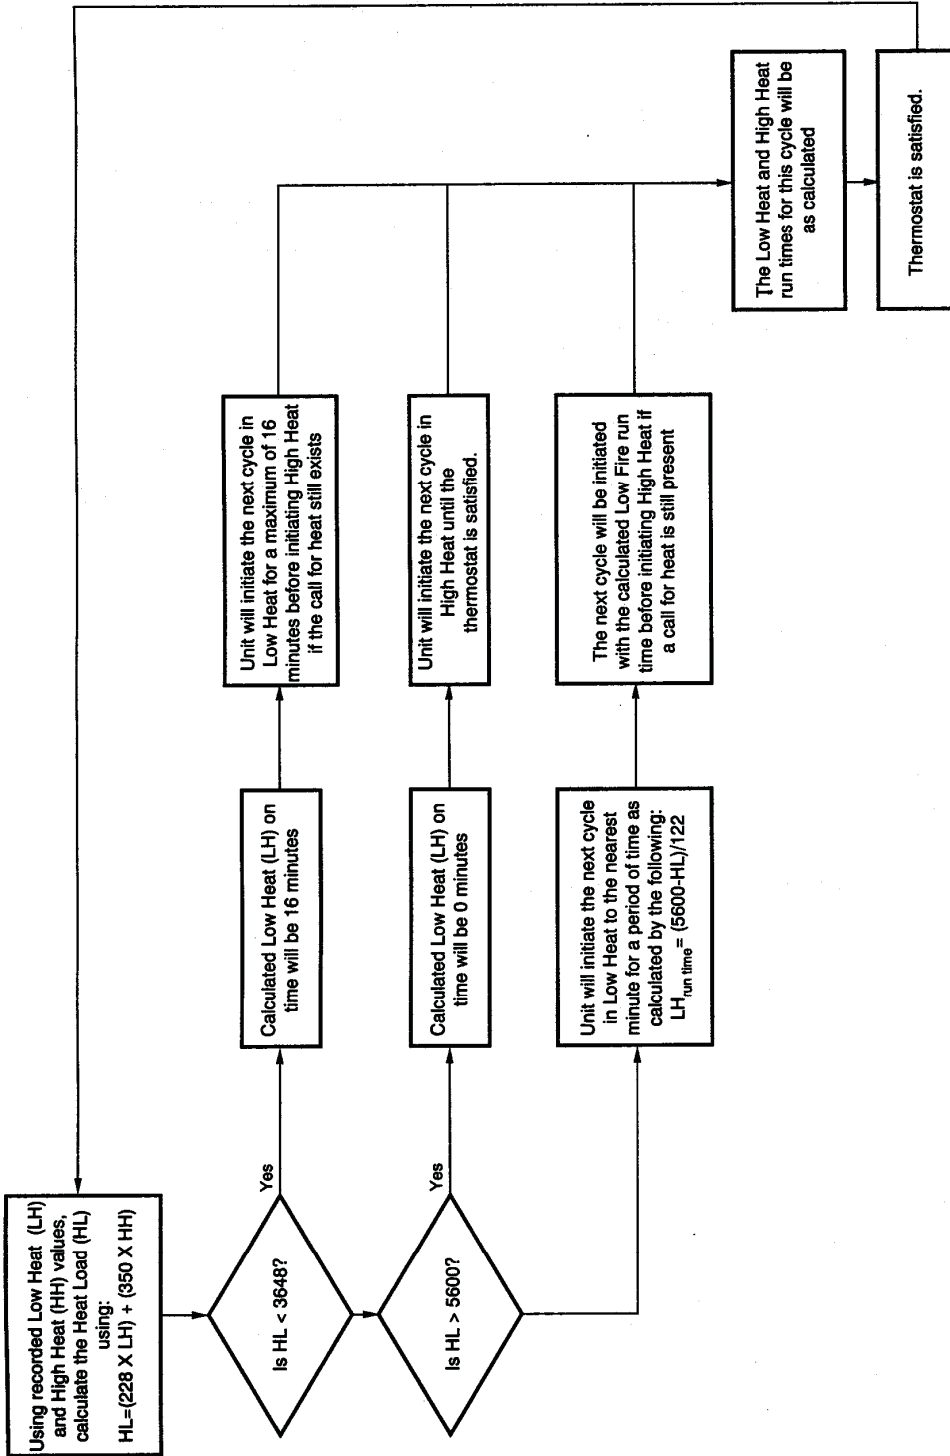 Using recorded Low Heat (LH)
and High Heat (HH) values,
calculate the Heat Load (HL)
using:
HL=(228 X LH) + (350 X HH)
Is HL < 3648?
Yes
Calculated Low Heat (LH) on
time will be 16 minutes
Unit will initiate the next cycle in
Low Heat for a maximum of 16
minutes before initiating High Heat
if the call for heat still exists
Is HL > 5600?
Yes
Calculated Low Heat (LH) on
time will be 0 minutes
Unit will initiate the next cycle in
High Heat until the
thermostat is satisfied.
Unit will initiate the next cycle
in Low Heat to the nearest
minute for a period of time as
calculated by the following:
LHrun time= (5600-HL)/122
The next cycle will be initiated
with the calculated Low Fire run
time before initiating High Heat if
a call for heat is still present
The Low Heat and High Heat
run times for this cycle will be
as calculated
Thermostat is satisfied.